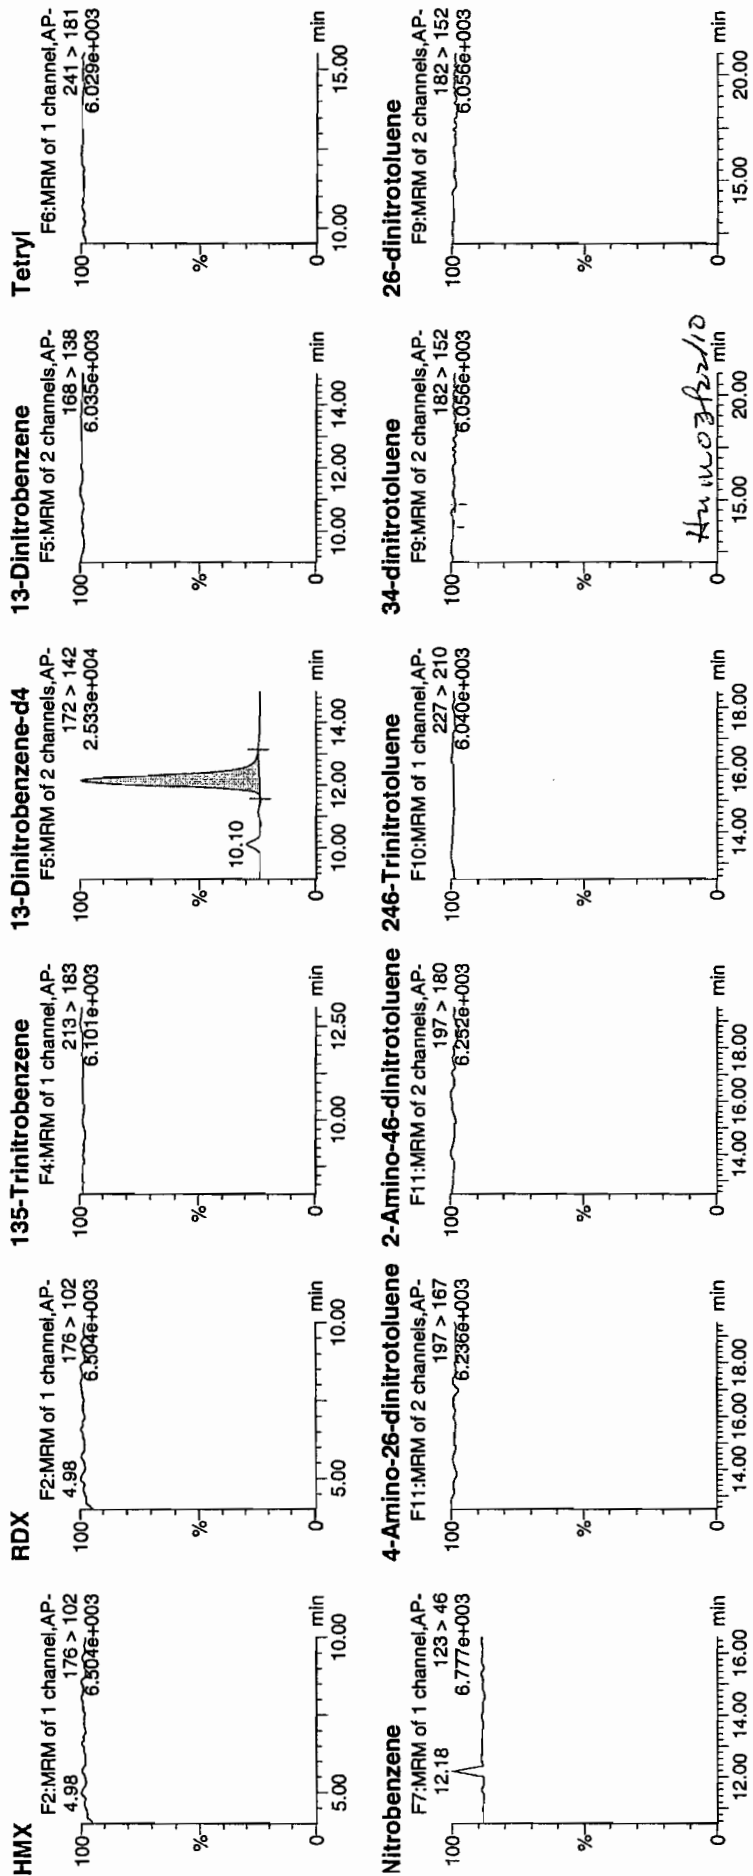 HMX
F2:MRM of 1 channel,AP-
176 > 102
6.504e+003
4.98
100
%
0
5.00
10.00
min
RDX
F2:MRM of 1 channel,AP-
176 > 102
6.504e+003
4.98
100
%
0
5.00
10.00
min
135-Trinitrobenzene
F4:MRM of 1 channel,AP-
213 > 183
6.101e+003
100
%
0
10.00
12.50
min
13-Dinitrobenzene-d4
F5:MRM of 2 channels,AP-
172 > 142
2.533e+004
100
10.10
%
0
10.00
12.00
14.00
min
13-Dinitrobenzene
F5:MRM of 2 channels,AP-
168 > 138
6.035e+003
100
%
0
10.00
12.00
14.00
min
Tetryl
F6:MRM of 1 channel,AP-
241 > 181
6.029e+003
100
%
0
10.00
15.00
min
Nitrobenzene
F7:MRM of 1 channel,AP-
123 > 46
6.777e+003
12.18
100
%
0
12.00
14.00
16.00
min
4-Amino-26-dinitrotoluene
F11:MRM of 2 channels,AP-
197 > 167
6.236e+003
100
%
0
14.00
16.00
18.00
min
2-Amino-46-dinitrotoluene
F11:MRM of 2 channels,AP-
197 > 180
6.252e+003
100
%
0
14.00
16.00
18.00
min
246-Trinitrotoluene
F10:MRM of 1 channel,AP-
227 > 210
6.040e+003
100
%
0
14.00
16.00
18.00
min
34-dinitrotoluene
F9:MRM of 2 channels,AP-
182 > 152
6.056e+003
100
%
0
15.00
20.00
min
26-dinitrotoluene
F9:MRM of 2 channels,AP-
182 > 152
6.056e+003
100
%
0
15.00
20.00
min